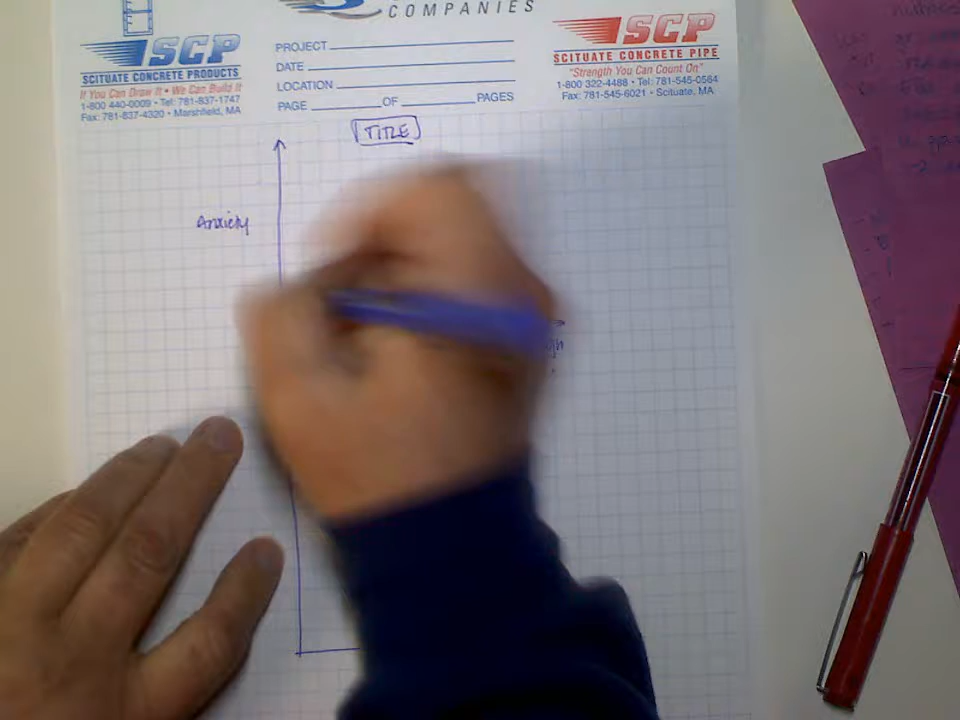 COMPANIES
SCP
SCITUATE CONCRETE PRODUCTS
If You Can Draw It • We Can Build It
1-800 440-0009 • Tel: 781-837-1747
Fax: 781-837-4320 • Marshfield, MA
PROJECT
DATE
LOCATION
PAGE OF PAGES
SCP
SCITUATE CONCRETE PIPE
"Strength You Can Count On"
1-800 322-4488 • Tel: 781-545-0564
Fax: 781-545-6021 • Scituate, MA
TITLE
Anxiety